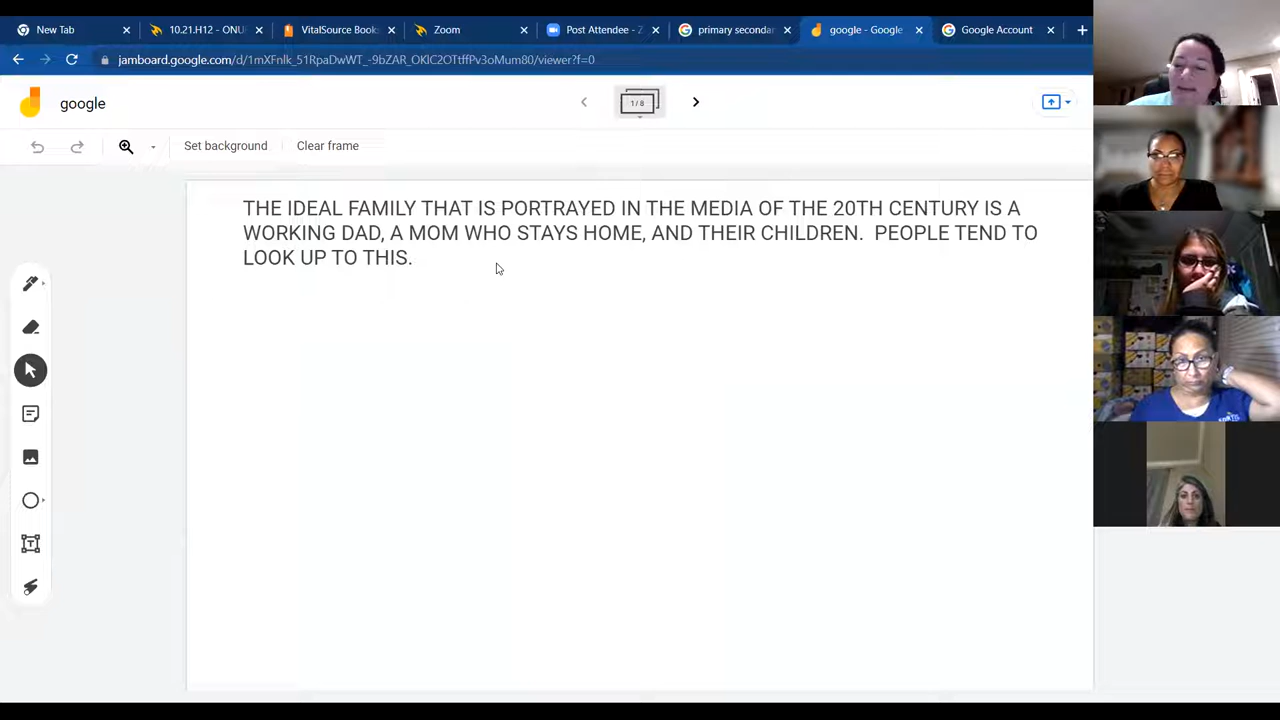 New Tab
10.21.H12 - ONU
VitalSource Books
Zoom
Post Attendee - Z
primary secondar
google - Google
Google Account
jamboard.google.com/d/1mXFnlk_51RpaDwWT_-9bZAR_OKlC2OTtffPv3oMum80/viewer?f=0
google
1 / 8
Set background
Clear frame
THE IDEAL FAMILY THAT IS PORTRAYED IN THE MEDIA OF THE 20TH CENTURY IS A
WORKING DAD, A MOM WHO STAYS HOME, AND THEIR CHILDREN.  PEOPLE TEND TO
LOOK UP TO THIS.